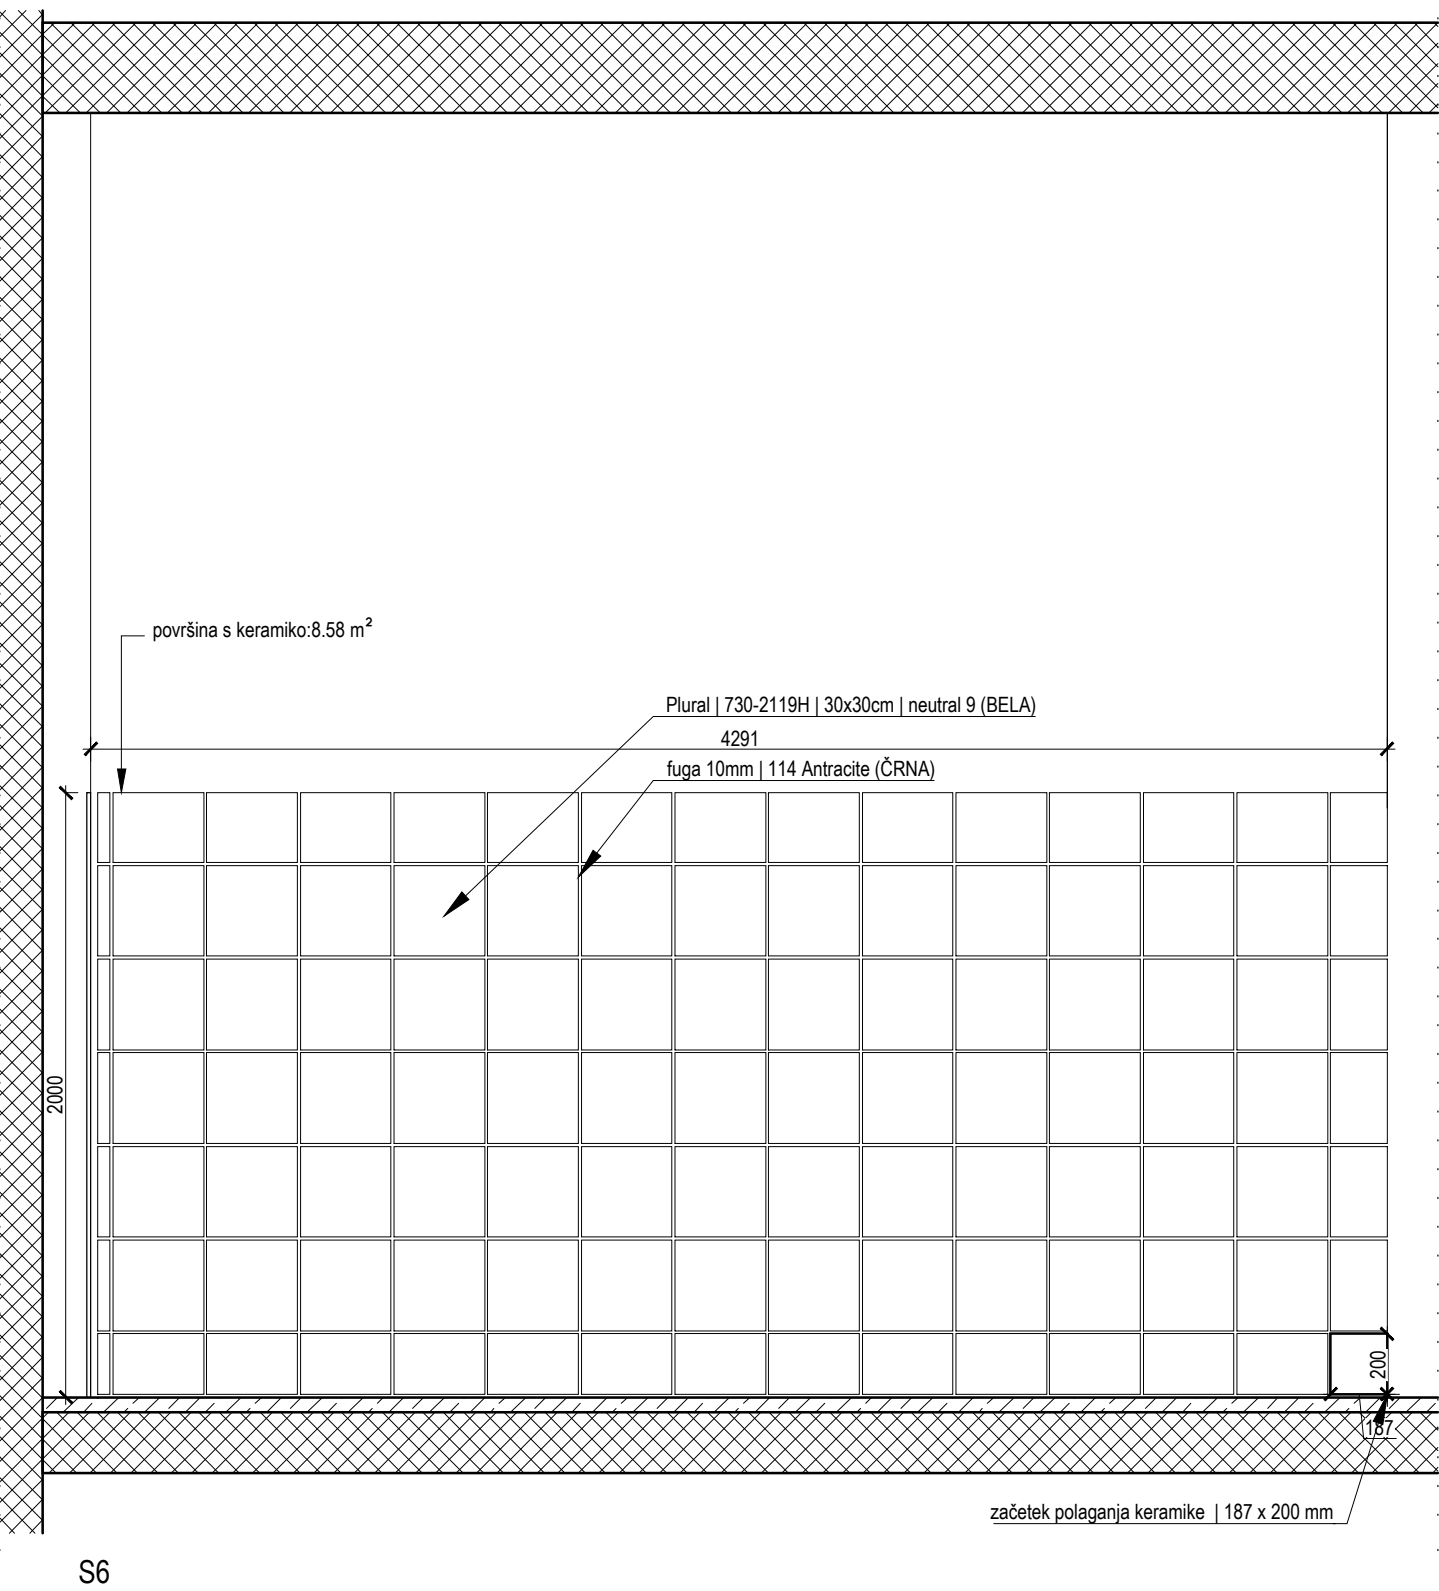 površina s keramiko:8.58 m²
Plural | 730-2119H | 30x30cm | neutral 9 (BELA)
4291
fuga 10mm | 114 Antracite (ČRNA)
2000
200
187
začetek polaganja keramike | 187 x 200 mm
S6